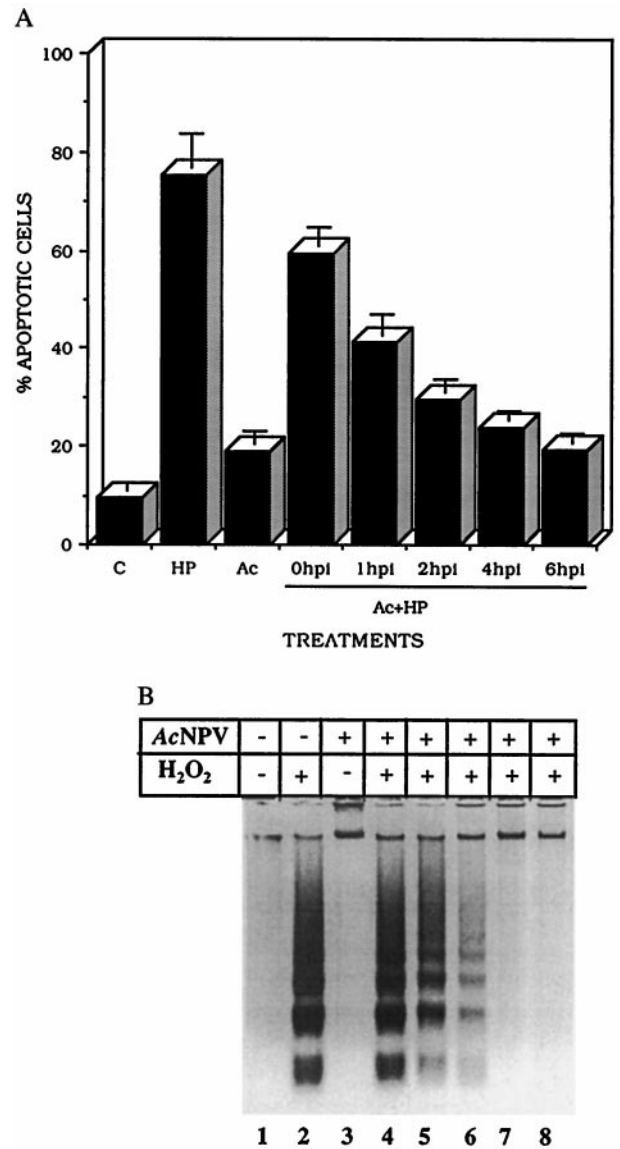 A
100
80
60
40
20
0
% APOPTOTIC CELLS
C HP Ac 0hpi 1hpi 2hpi 4hpi 6hpi
Ac+HP
TREATMENTS
B
AcNPV - - + + + + + +
H₂O₂ - + - + + + + +
1 2 3 4 5 6 7 8